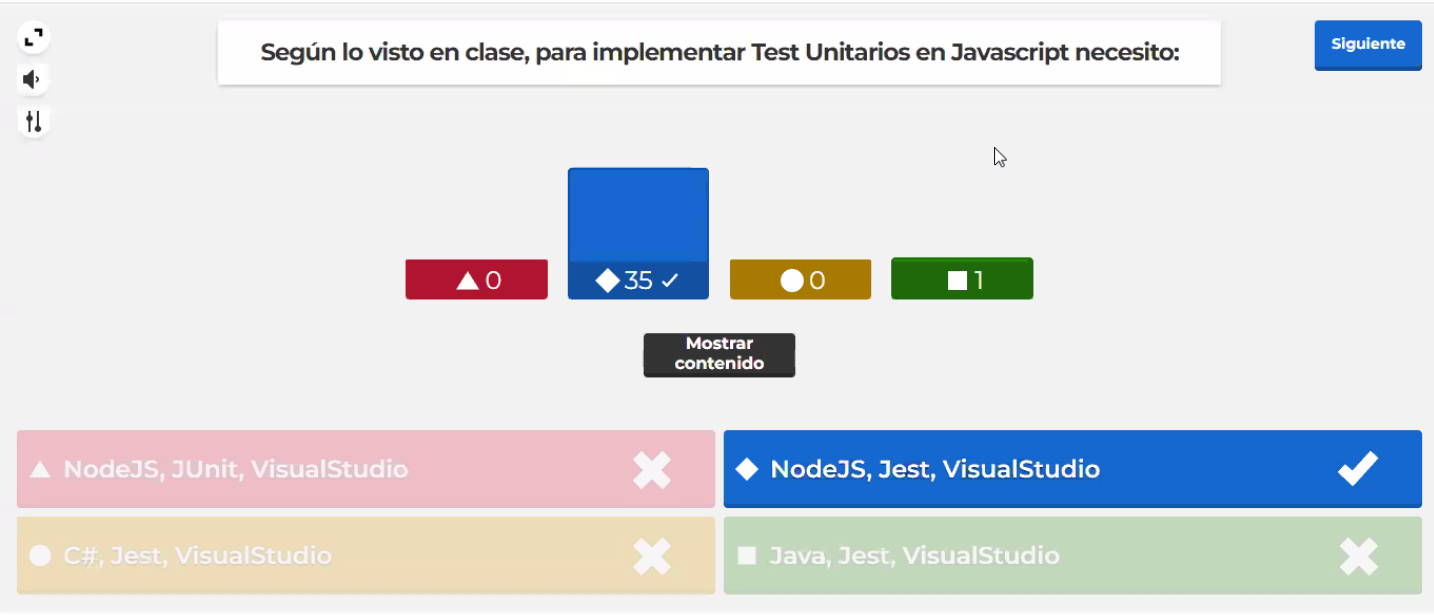 Según lo visto en clase, para implementar Test Unitarios en Javascript necesito:
Siguiente
0
35
0
1
Mostrar
contenido
NodeJS, JUnit, VisualStudio
NodeJS, Jest, VisualStudio
C#, Jest, VisualStudio
Java, Jest, VisualStudio